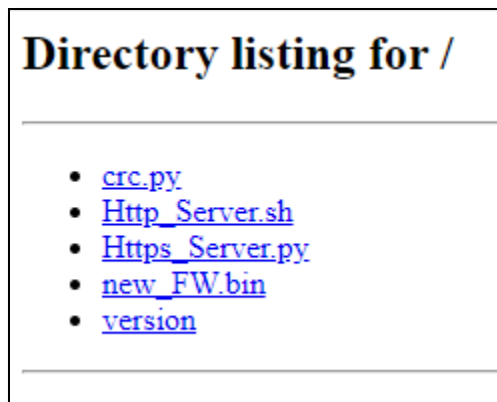 Directory listing for /
crc.py
Http_Server.sh
Https_Server.py
new_FW.bin
version